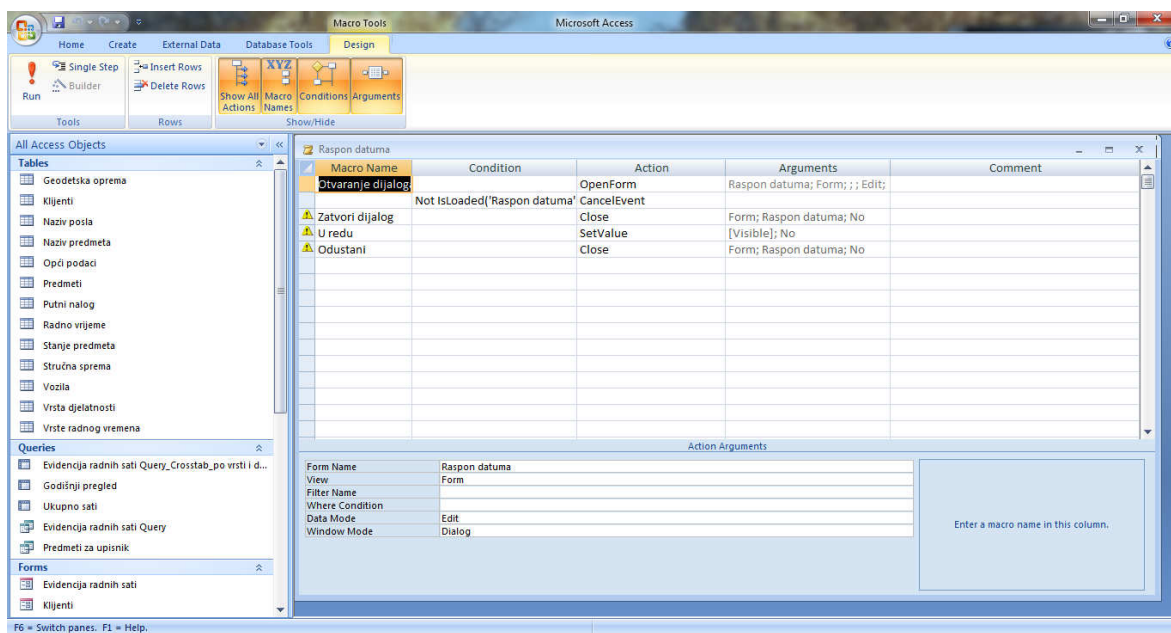 Macro Tools
Microsoft Access
Home Create External Data Database Tools Design
Run
Single Step
Builder
Tools
Insert Rows
Delete Rows
Rows
Show All Actions
XYZ
Macro Names
Conditions
Arguments
Show/Hide
All Access Objects
Tables
Geodetska oprema
Klijenti
Naziv posla
Naziv predmeta
Opći podaci
Predmeti
Putni nalog
Radno vrijeme
Stanje predmeta
Stručna sprema
Vozila
Vrsta djelatnosti
Vrste radnog vremena
Queries
Evidencija radnih sati Query_Crosstab_po vrsti i d...
Godišnji pregled
Ukupno sati
Evidencija radnih sati Query
Predmeti za upisnik
Forms
Evidencija radnih sati
Klijenti
Raspon datuma
Macro Name Condition Action Arguments Comment
Otvaranje dijaloga OpenForm Raspon datuma; Form; ; ; Edit;
Not IsLoaded('Raspon datuma' CancelEvent
Zatvori dijalog Close Form; Raspon datuma; No
U redu SetValue [Visible]; No
Odustani Close Form; Raspon datuma; No
Action Arguments
Form Name Raspon datuma
View Form
Filter Name
Where Condition
Data Mode Edit
Window Mode Dialog
Enter a macro name in this column.
F6 = Switch panes. F1 = Help.